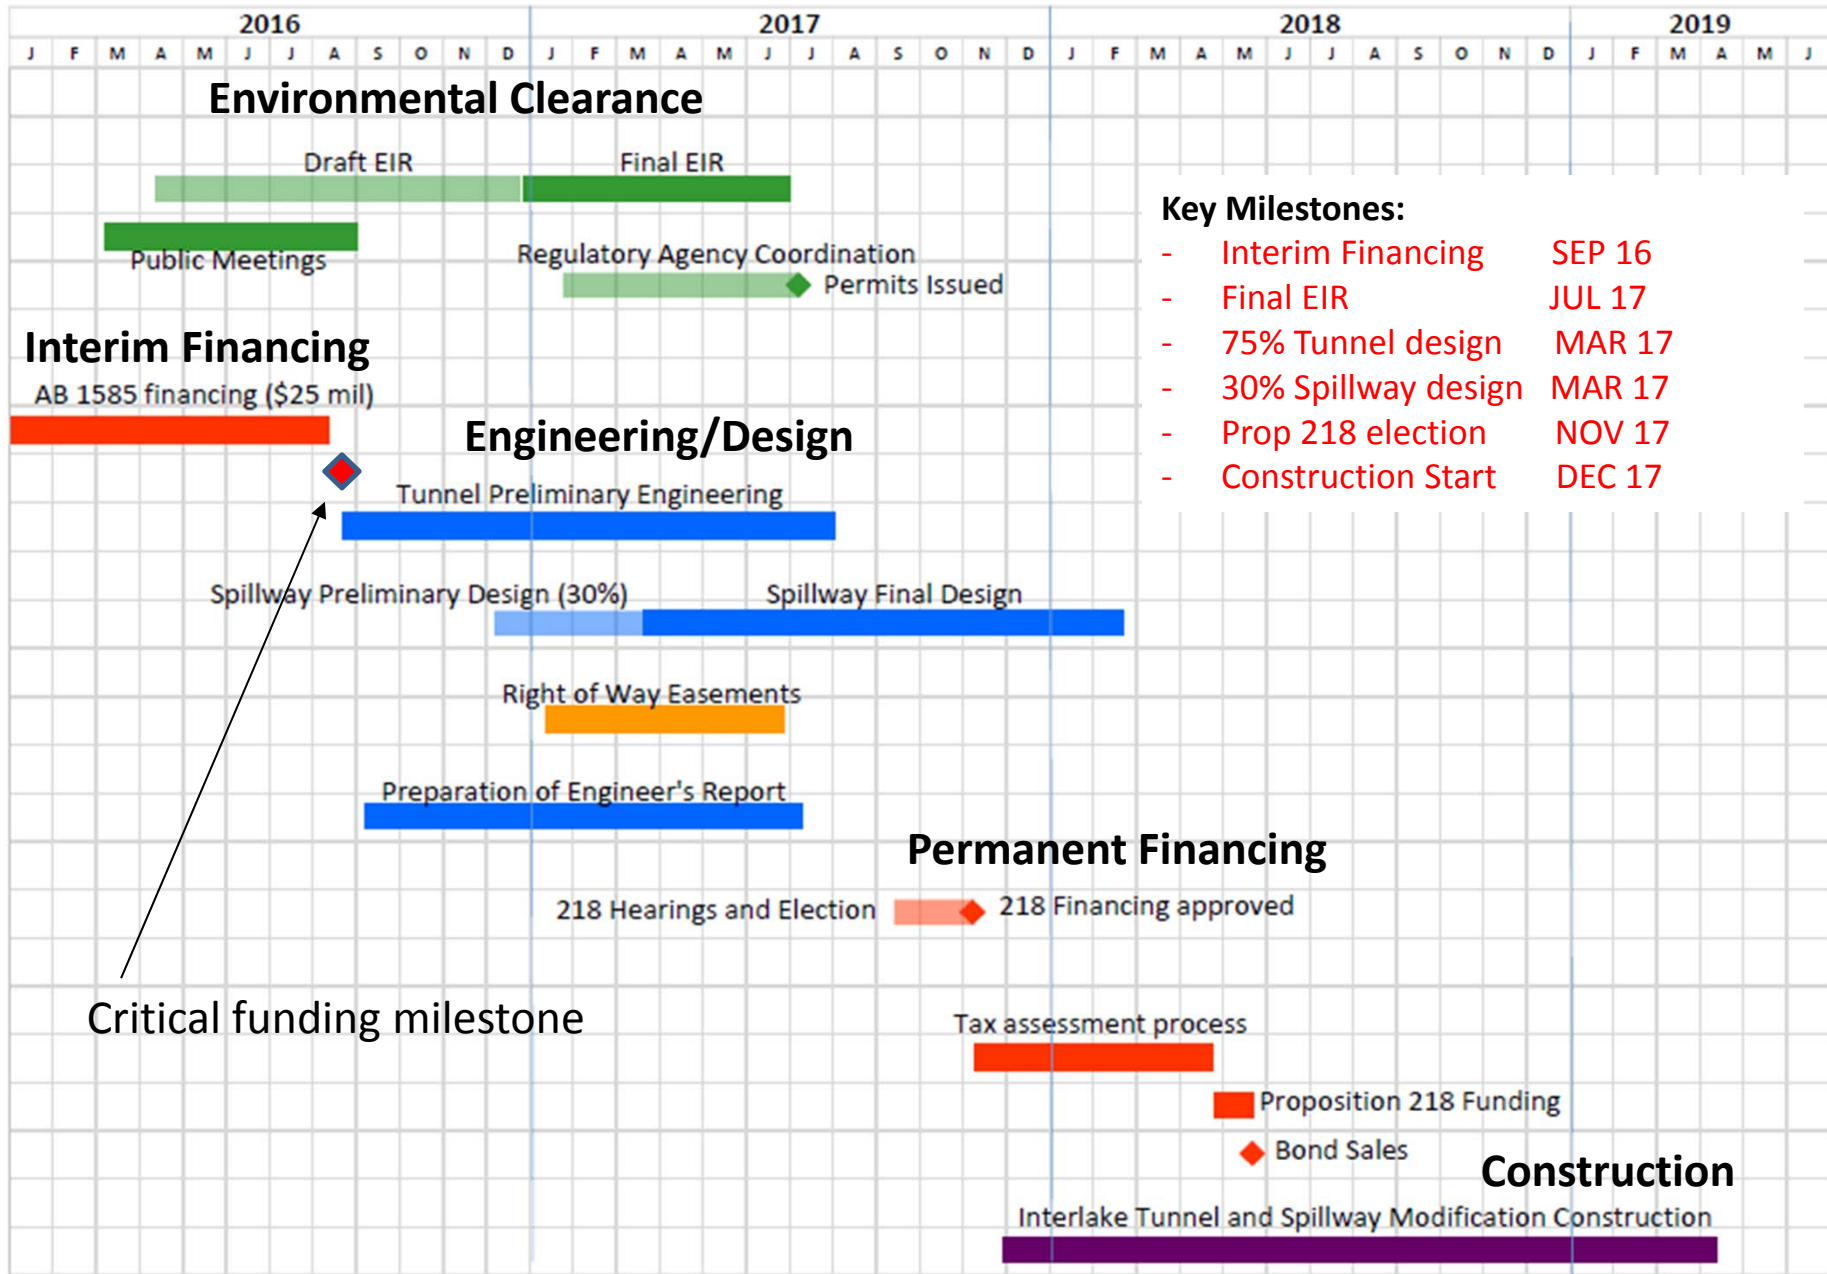 2016 2017 2018 2019
J F M A M J J A S O N D J F M A M J J A S O N D J F M A M J J A S O N D J F M A M J
Environmental Clearance
Draft EIR Final EIR
Public Meetings
Regulatory Agency Coordination
Permits Issued
Key Milestones:
- Interim Financing SEP 16
- Final EIR JUL 17
- 75% Tunnel design MAR 17
- 30% Spillway design MAR 17
- Prop 218 election NOV 17
- Construction Start DEC 17
Interim Financing
AB 1585 financing ($25 mil)
Engineering/Design
Tunnel Preliminary Engineering
Spillway Preliminary Design (30%) Spillway Final Design
Right of Way Easements
Preparation of Engineer's Report
Permanent Financing
218 Hearings and Election 218 Financing approved
Critical funding milestone
Tax assessment process
Proposition 218 Funding
Bond Sales
Construction
Interlake Tunnel and Spillway Modification Construction